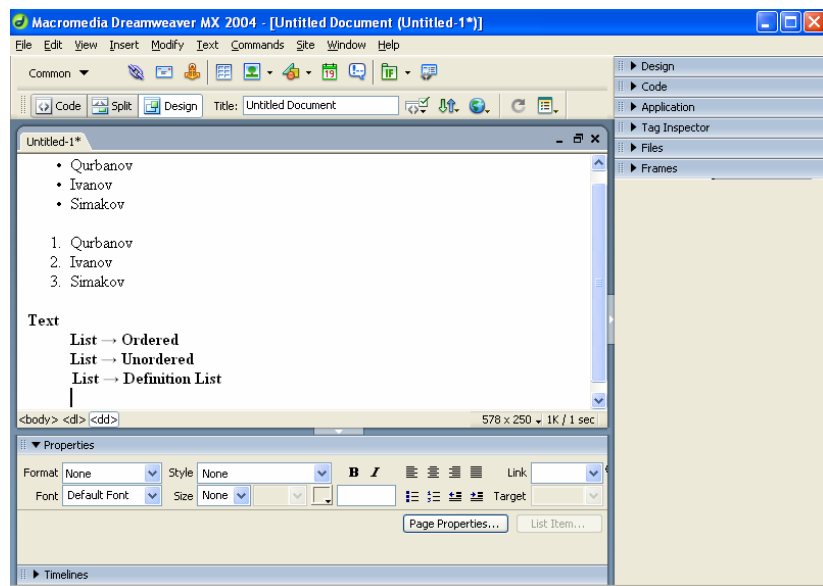 Macromedia Dreamweaver MX 2004 - [Untitled Document (Untitled-1*)]
File Edit View Insert Modify Text Commands Site Window Help
Common
Code Split Design Title: Untitled Document
Untitled-1*
• Qurbanov
• Ivanov
• Simakov
1. Qurbanov
2. Ivanov
3. Simakov
Text
List → Ordered
List → Unordered
List → Definition List
<body> <dl> <dd> 578 x 250 1K / 1 sec
Properties
Format None Style None B I Link
Font Default Font Size None Target
Page Properties... List Item...
Timelines
Design
Code
Application
Tag Inspector
Files
Frames